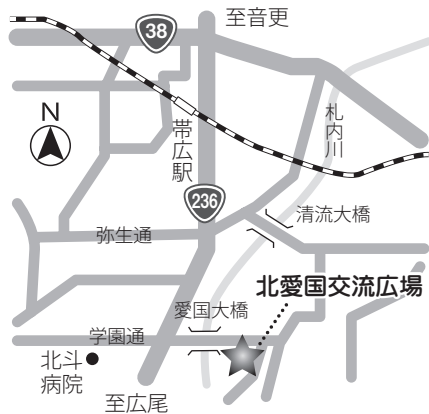 至音更
38
N
帯広駅
札内川
236
清流大橋
弥生通
北愛国交流広場
愛国大橋
学園通
北斗
病院
至広尾